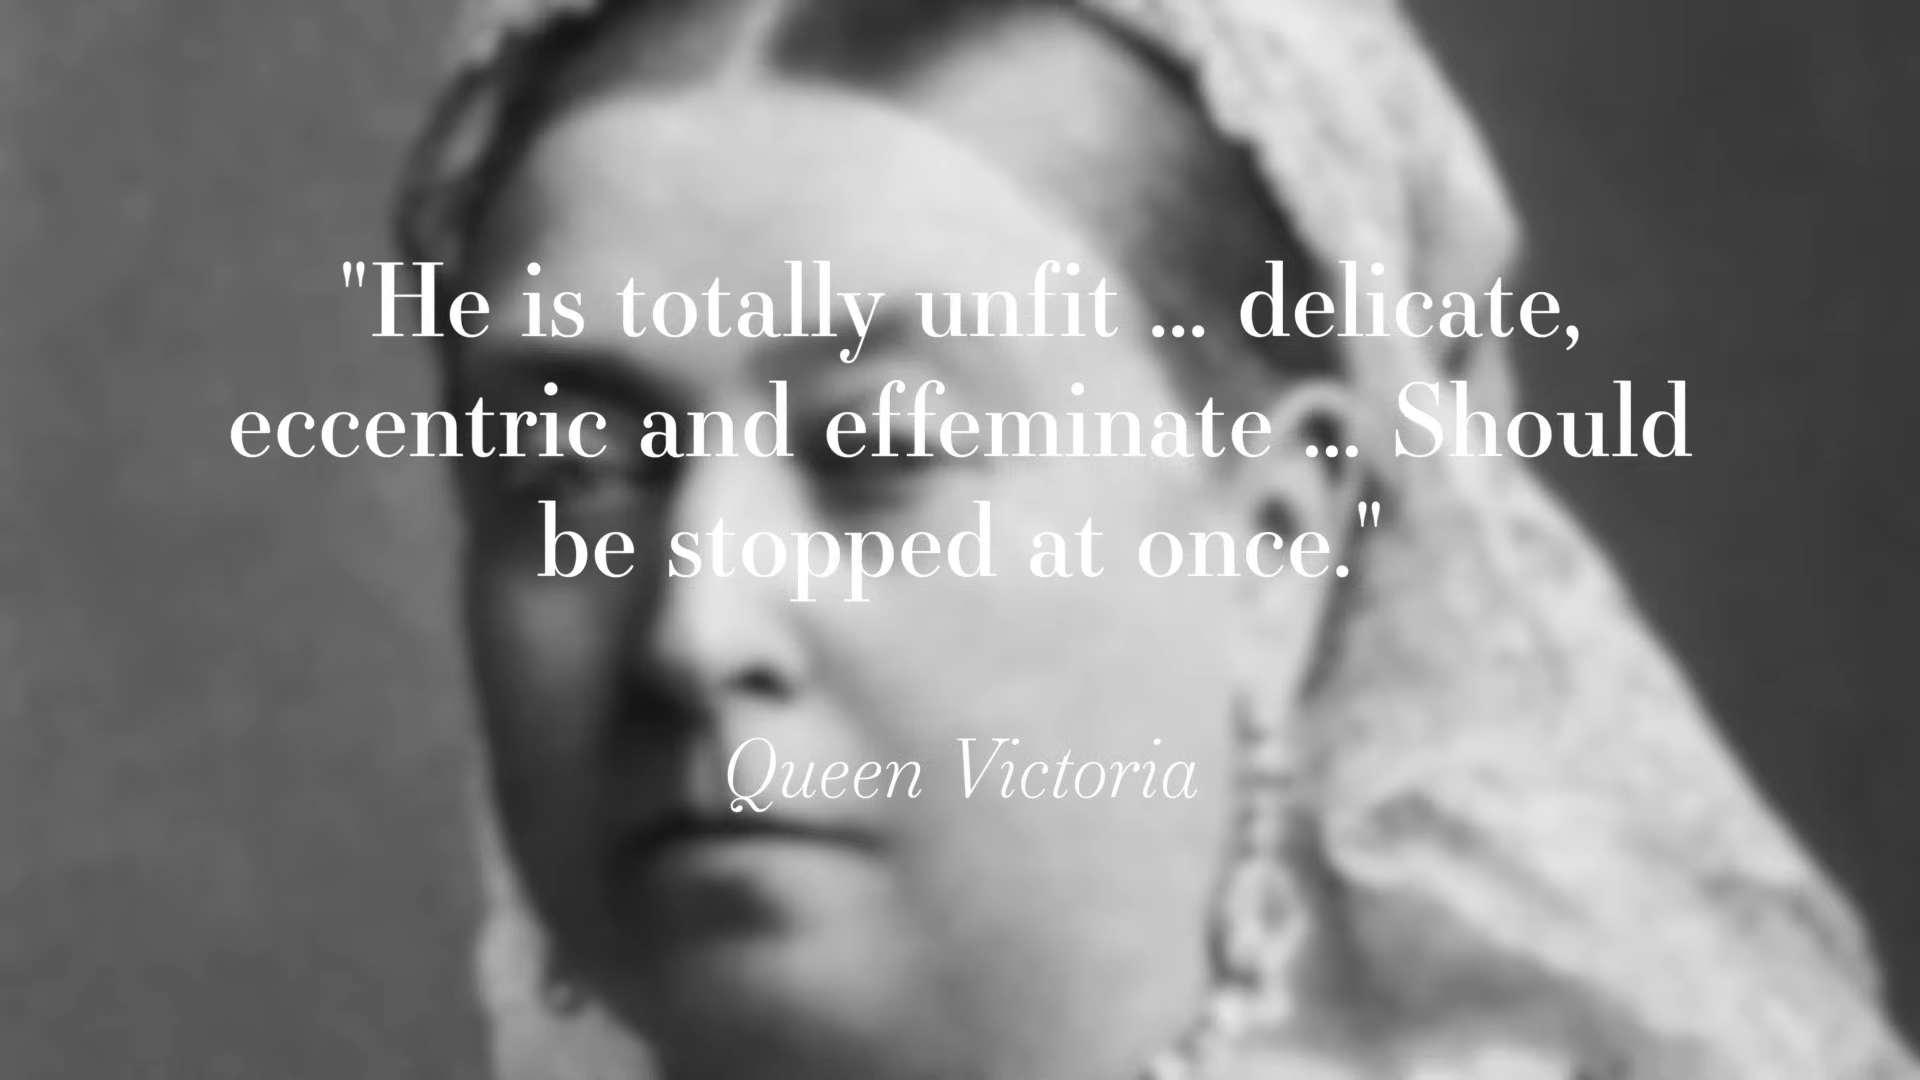 "He is totally unfit ... delicate,
eccentric and effeminate ... Should
be stopped at once."
Queen Victoria